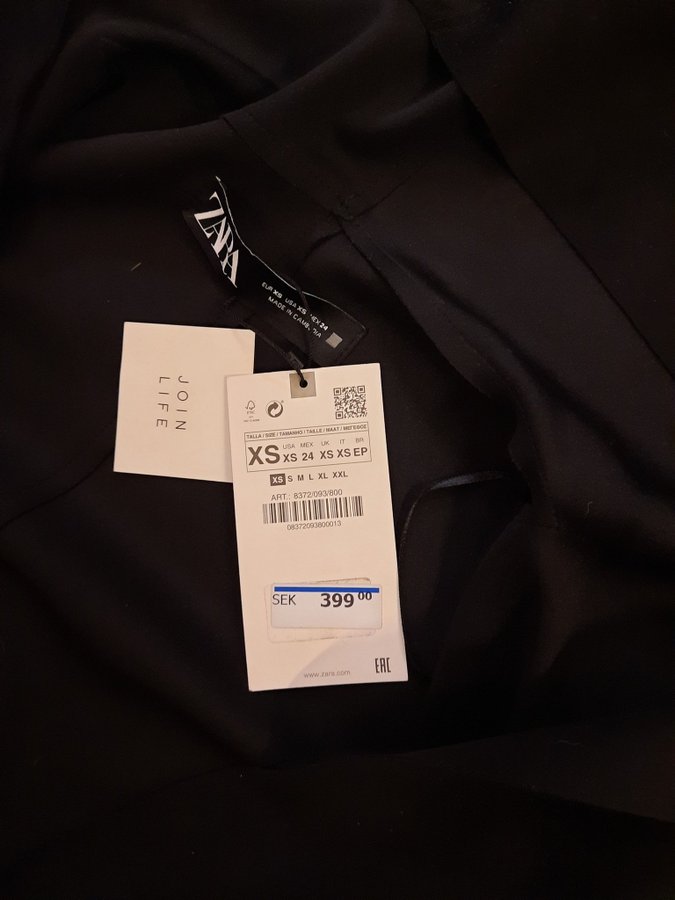 ZARA
EUR XS USA XS MEX 24
MADE IN CAMBODIA
JOIN
LIFE
FSC
TALLA / SIZE / TAMANHO / TAILLE / MAAT / ΜΕΓΕΘΟΣ
XS
USA MEX UK IT BR
XS 24 XS XS EP
XS S M L XL XXL
ART.: 8372/093/800
08372093800013
SEK 399 00
www.zara.com
EAC